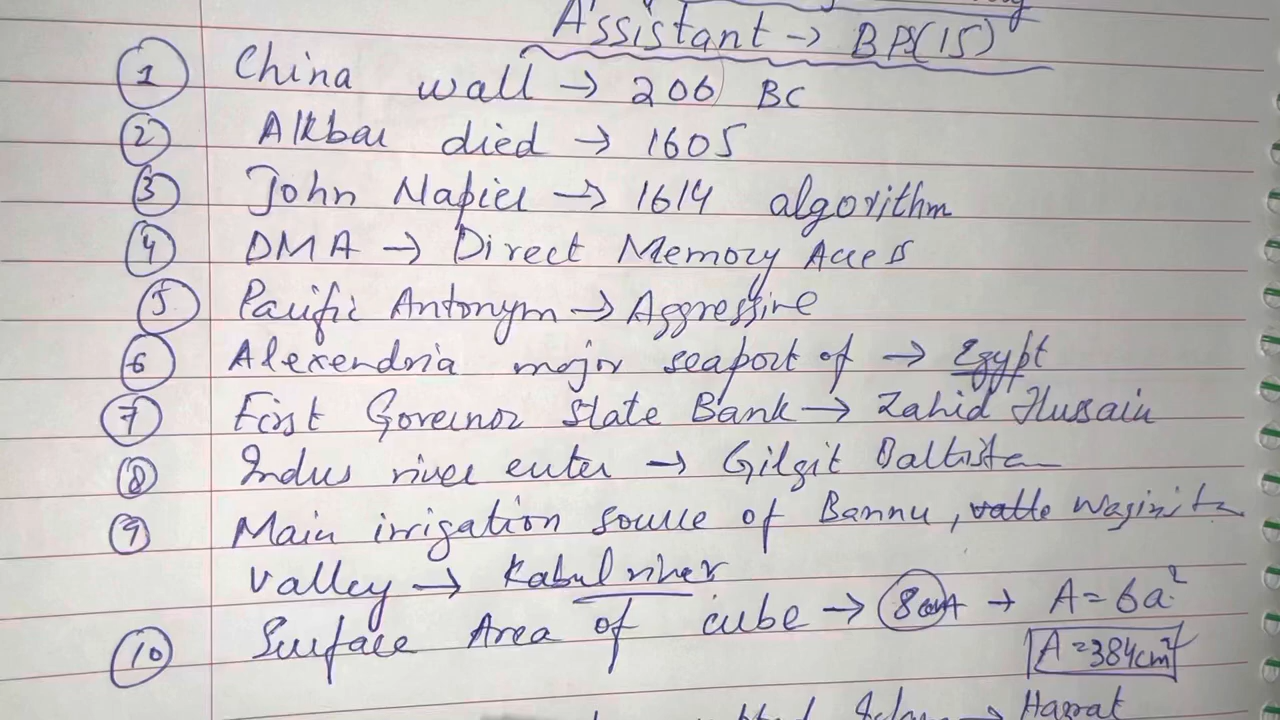 Assistant → BPS(15)
① China wall → 206 BC
② Akbar died → 1605
③ John Napier → 1614 algorithm
④ DMA → Direct Memory Access
⑤ Pacific Antonym → Aggressive
⑥ Alexendria major seaport of → Egypt
⑦ First Governor State Bank → Zahid Hussain
⑧ Indus river enter → Gilgit Baltistan
⑨ Main irrigation source of Bannu,
valley → Kabul river
⑩ Surface Area of cube → 8cm → A = 6a²
A = 384cm²
→ Hazrat